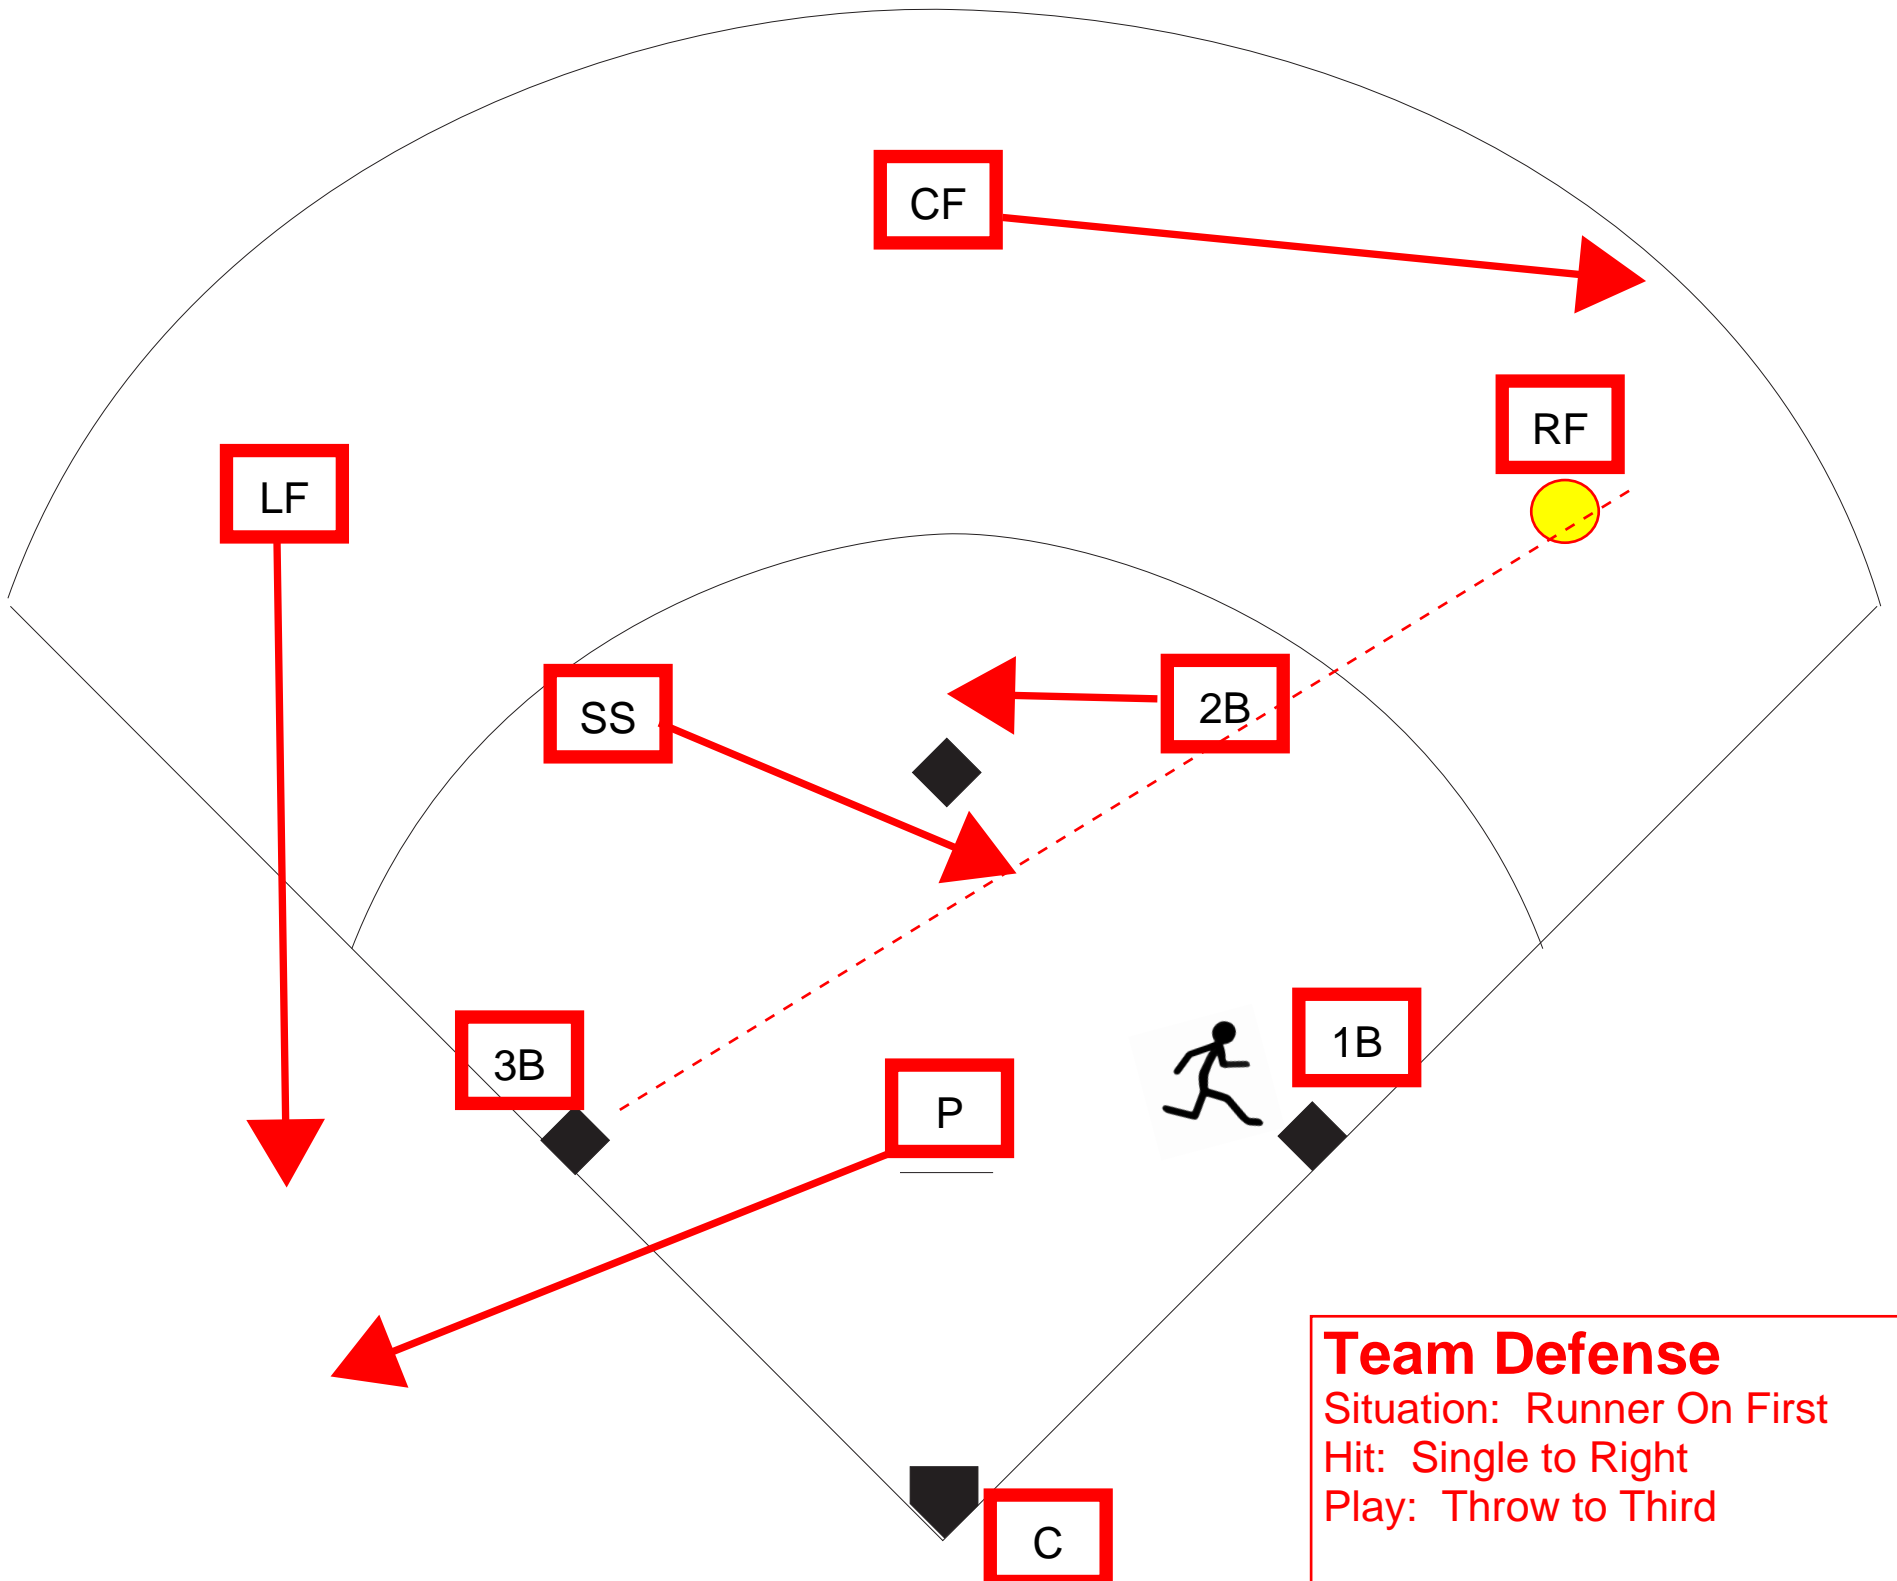 CF
RF
LF
SS
2B
3B
1B
P
C
Team Defense
Situation: Runner On First
Hit: Single to Right
Play: Throw to Third